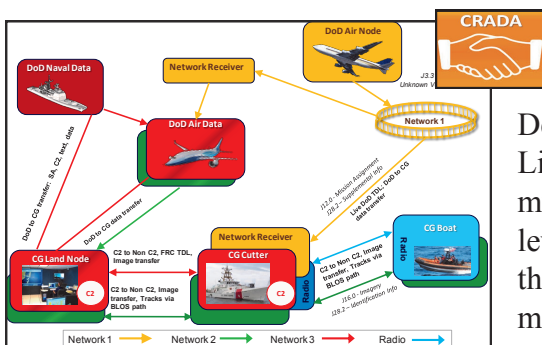 CRADA
DoD Air Node
DoD Naval Data
Network Receiver
J3.3
Unknown V
Network 1
DoD Air Data
DoD to CG transfer: SA, C2, text, data
DoD to CG data transfer
J12.0 - Mission Assignment
J28.2 – Supplemental Info
Live DoD TDL: DoD to CG
data transfer
Network Receiver
CG Land Node
C2
C2 to Non C2, FRC TDL,
Image transfer
C2 to Non C2, Image
transfer, Tracks via
BLOS path
CG Cutter
C2
Radio
C2 to Non C2, Image
transfer, Tracks via
BLOS path
J16.0 - Imagery
J28.2 – Identification Info
CG Boat
Radio
Network 1
Network 2
Network 3
Radio
D
Li
m
le
th
m